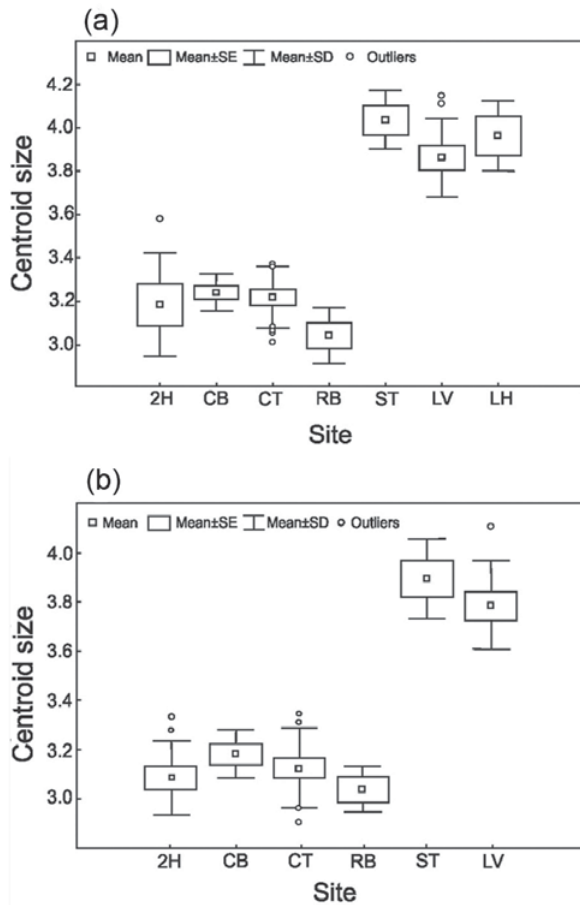 (a)
Mean Mean±SE Mean±SD Outliers
4.2
4.0
3.8
3.6
3.4
3.2
3.0
Centroid size
2H CB CT RB ST LV LH
Site
(b)
Mean Mean±SE Mean±SD Outliers
4.0
3.8
3.6
3.4
3.2
3.0
Centroid size
2H CB CT RB ST LV
Site